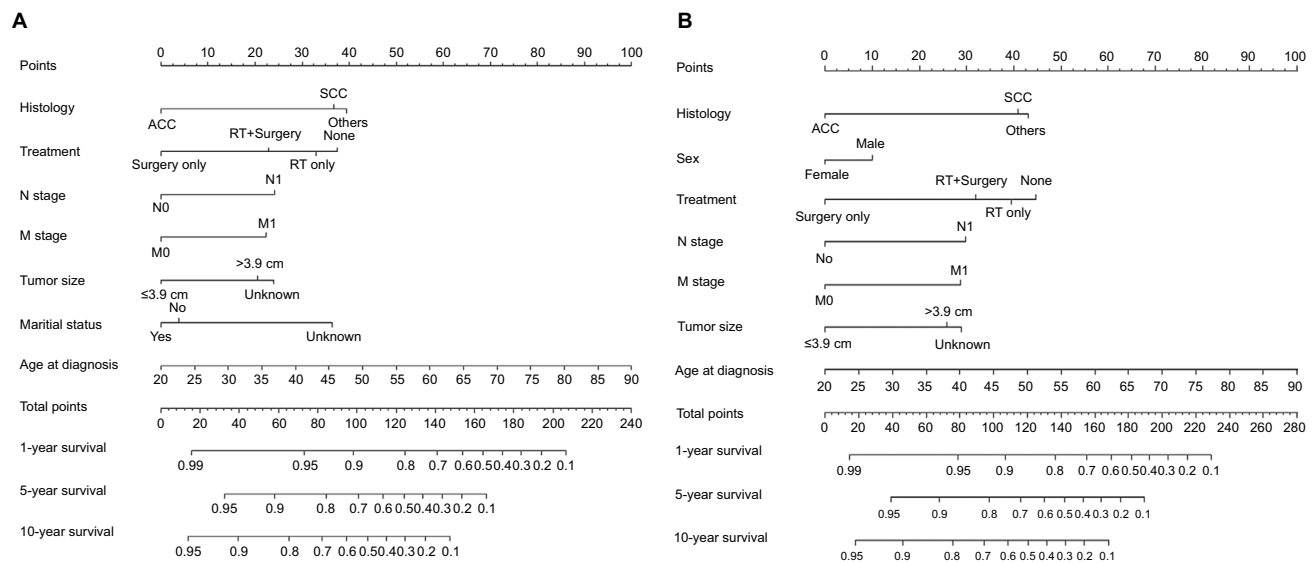 A
Points
0 10 20 30 40 50 60 70 80 90 100
Histology
SCC
ACC
Others
Treatment
RT+Surgery
None
Surgery only
RT only
N stage
N1
N0
M stage
M1
M0
Tumor size
>3.9 cm
≤3.9 cm
Unknown
Maritial status
No
Yes
Unknown
Age at diagnosis
20 25 30 35 40 45 50 55 60 65 70 75 80 85 90
Total points
0 20 40 60 80 100 120 140 160 180 200 220 240
1-year survival
0.99 0.95 0.9 0.8 0.7 0.6 0.5 0.4 0.3 0.2 0.1
5-year survival
0.95 0.9 0.8 0.7 0.6 0.5 0.4 0.3 0.2 0.1
10-year survival
0.95 0.9 0.8 0.7 0.6 0.5 0.4 0.3 0.2 0.1
B
Points
0 10 20 30 40 50 60 70 80 90 100
Histology
SCC
ACC
Others
Sex
Male
Female
Treatment
RT+Surgery
None
Surgery only
RT only
N stage
N1
No
M stage
M1
M0
Tumor size
>3.9 cm
≤3.9 cm
Unknown
Age at diagnosis
20 25 30 35 40 45 50 55 60 65 70 75 80 85 90
Total points
0 20 40 60 80 100 120 140 160 180 200 220 240 260 280
1-year survival
0.99 0.95 0.9 0.8 0.7 0.6 0.5 0.4 0.3 0.2 0.1
5-year survival
0.95 0.9 0.8 0.7 0.6 0.5 0.4 0.3 0.2 0.1
10-year survival
0.95 0.9 0.8 0.7 0.6 0.5 0.4 0.3 0.2 0.1